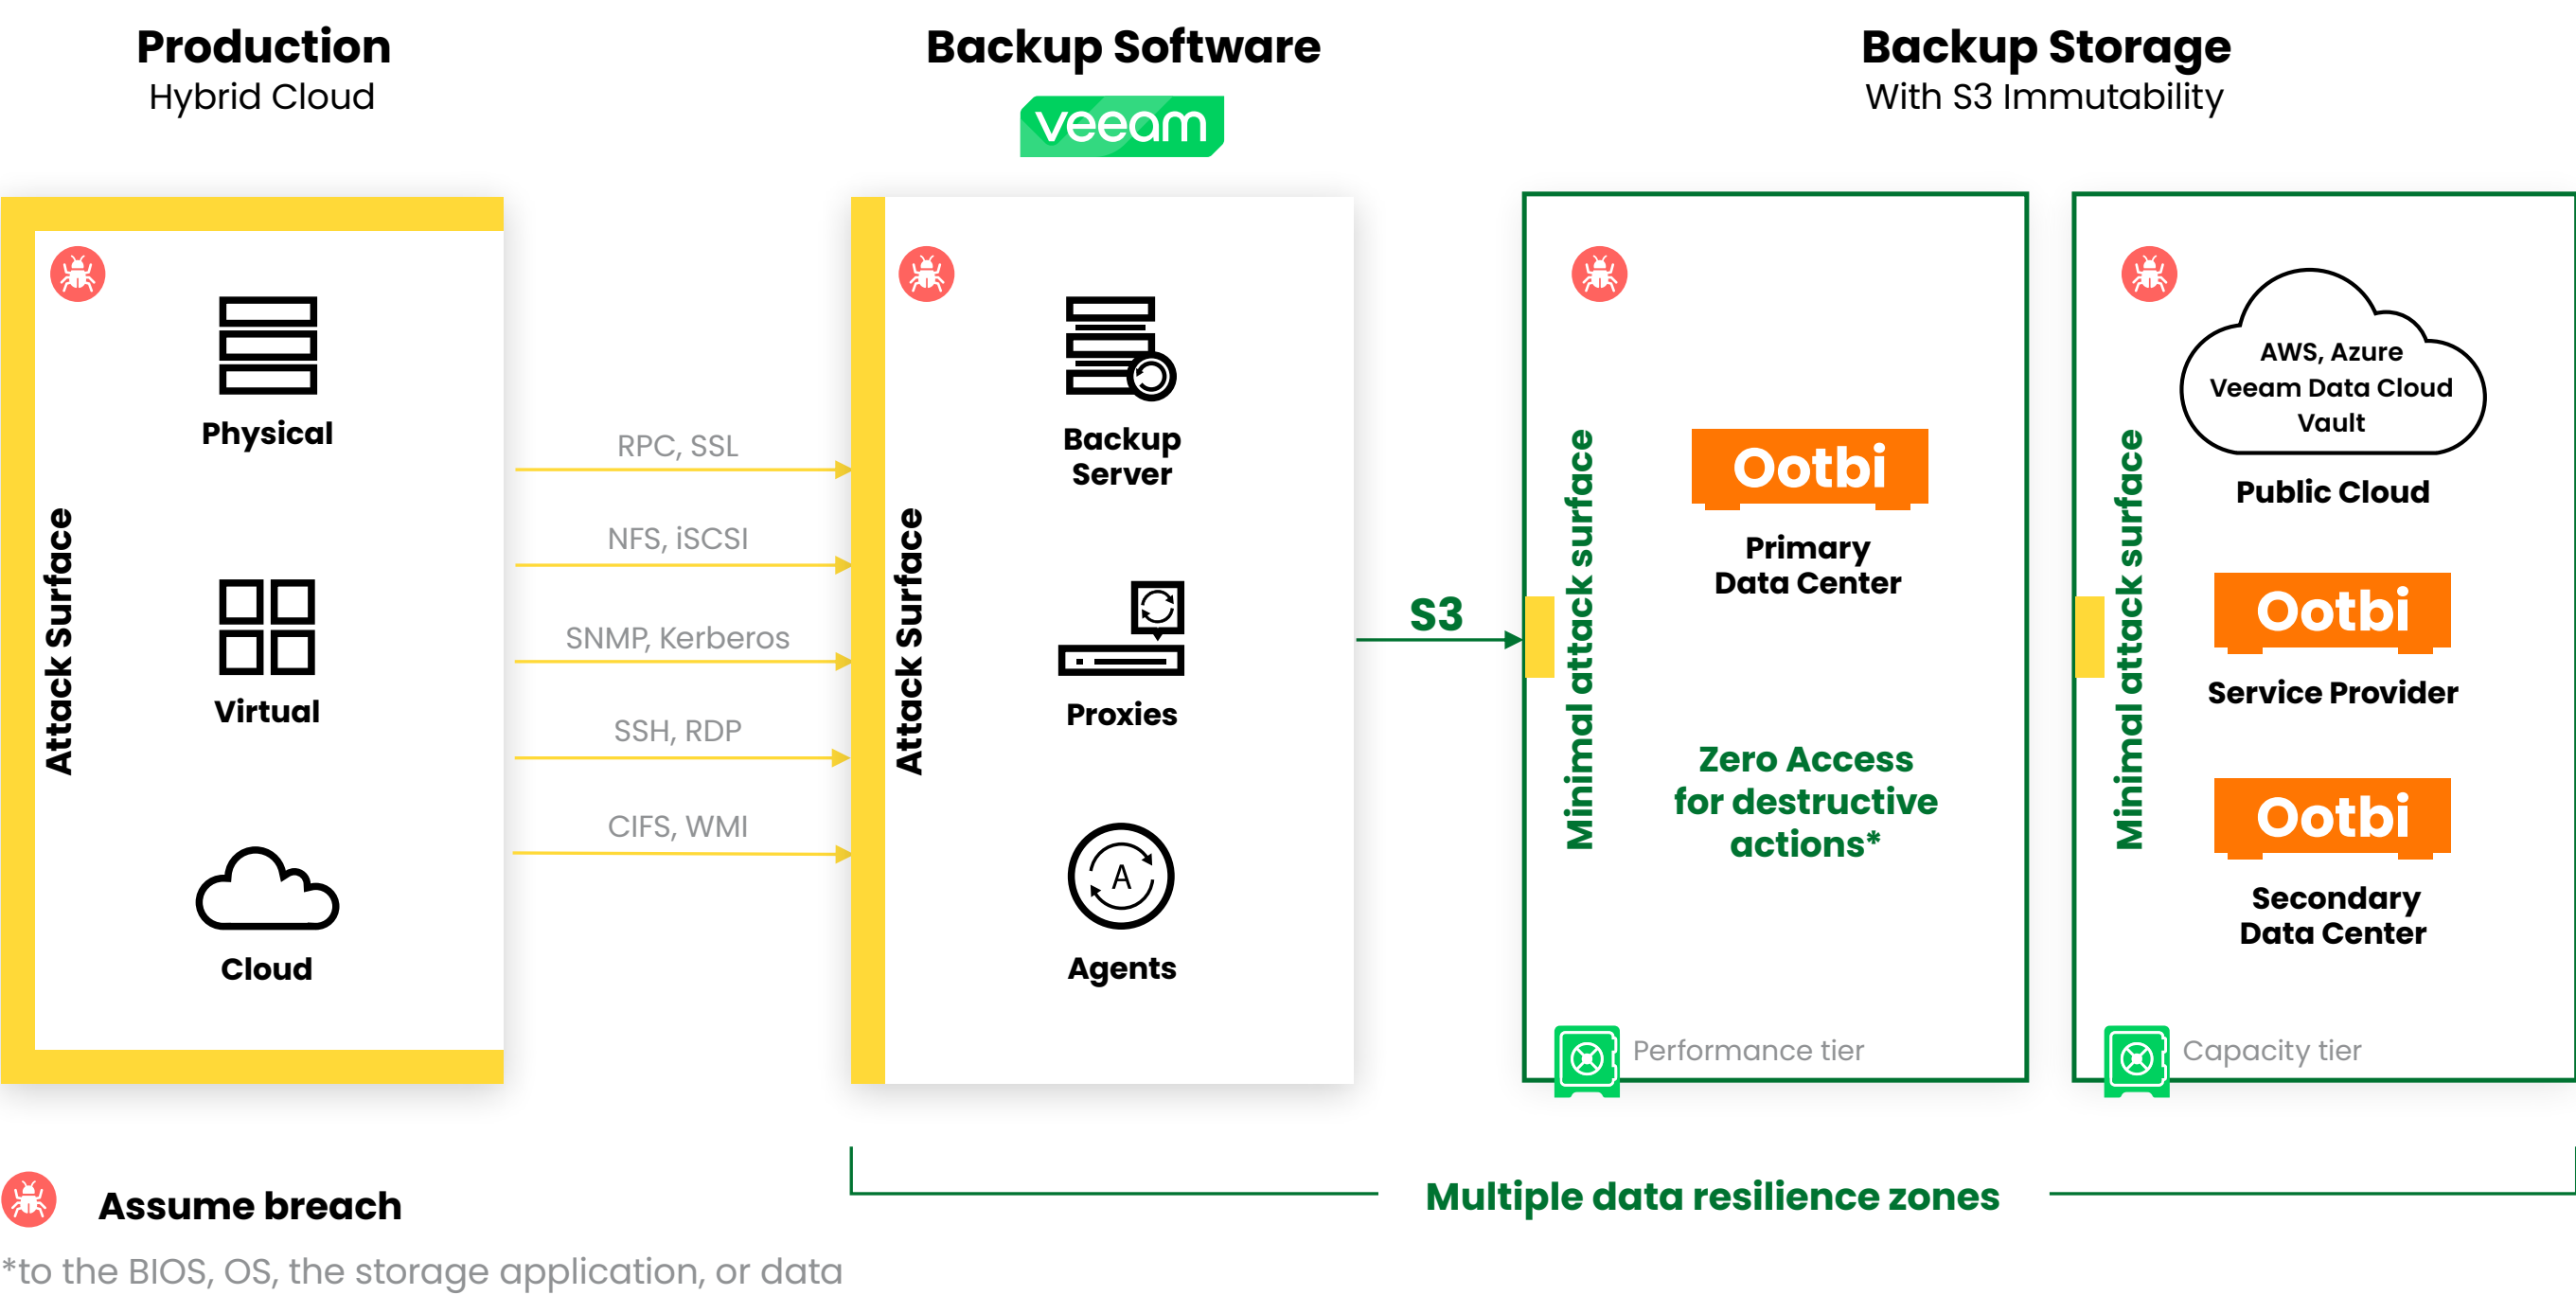 Production
Hybrid Cloud
Backup Software
veeam
Backup Storage
With S3 Immutability
Attack Surface
Physical
Virtual
Cloud
RPC, SSL
NFS, iSCSI
SNMP, Kerberos
SSH, RDP
CIFS, WMI
Attack Surface
Backup
Server
Proxies
A
Agents
S3
Minimal attack surface
Ootbi
Primary
Data Center
Zero Access
for destructive
actions*
Performance tier
Minimal attack surface
AWS, Azure
Veeam Data Cloud
Vault
Public Cloud
Ootbi
Service Provider
Ootbi
Secondary
Data Center
Capacity tier
Multiple data resilience zones
Assume breach
*to the BIOS, OS, the storage application, or data